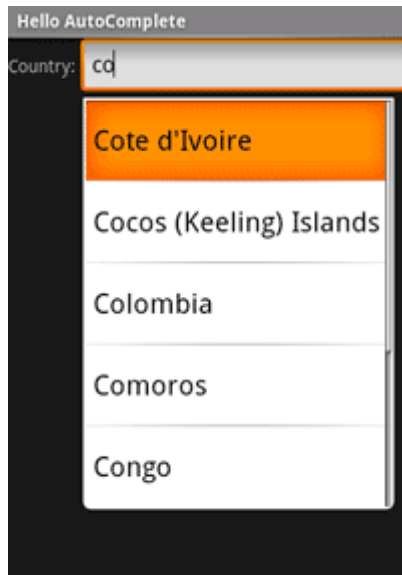 Hello AutoComplete
Country: co
Cote d'Ivoire
Cocos (Keeling) Islands
Colombia
Comoros
Congo